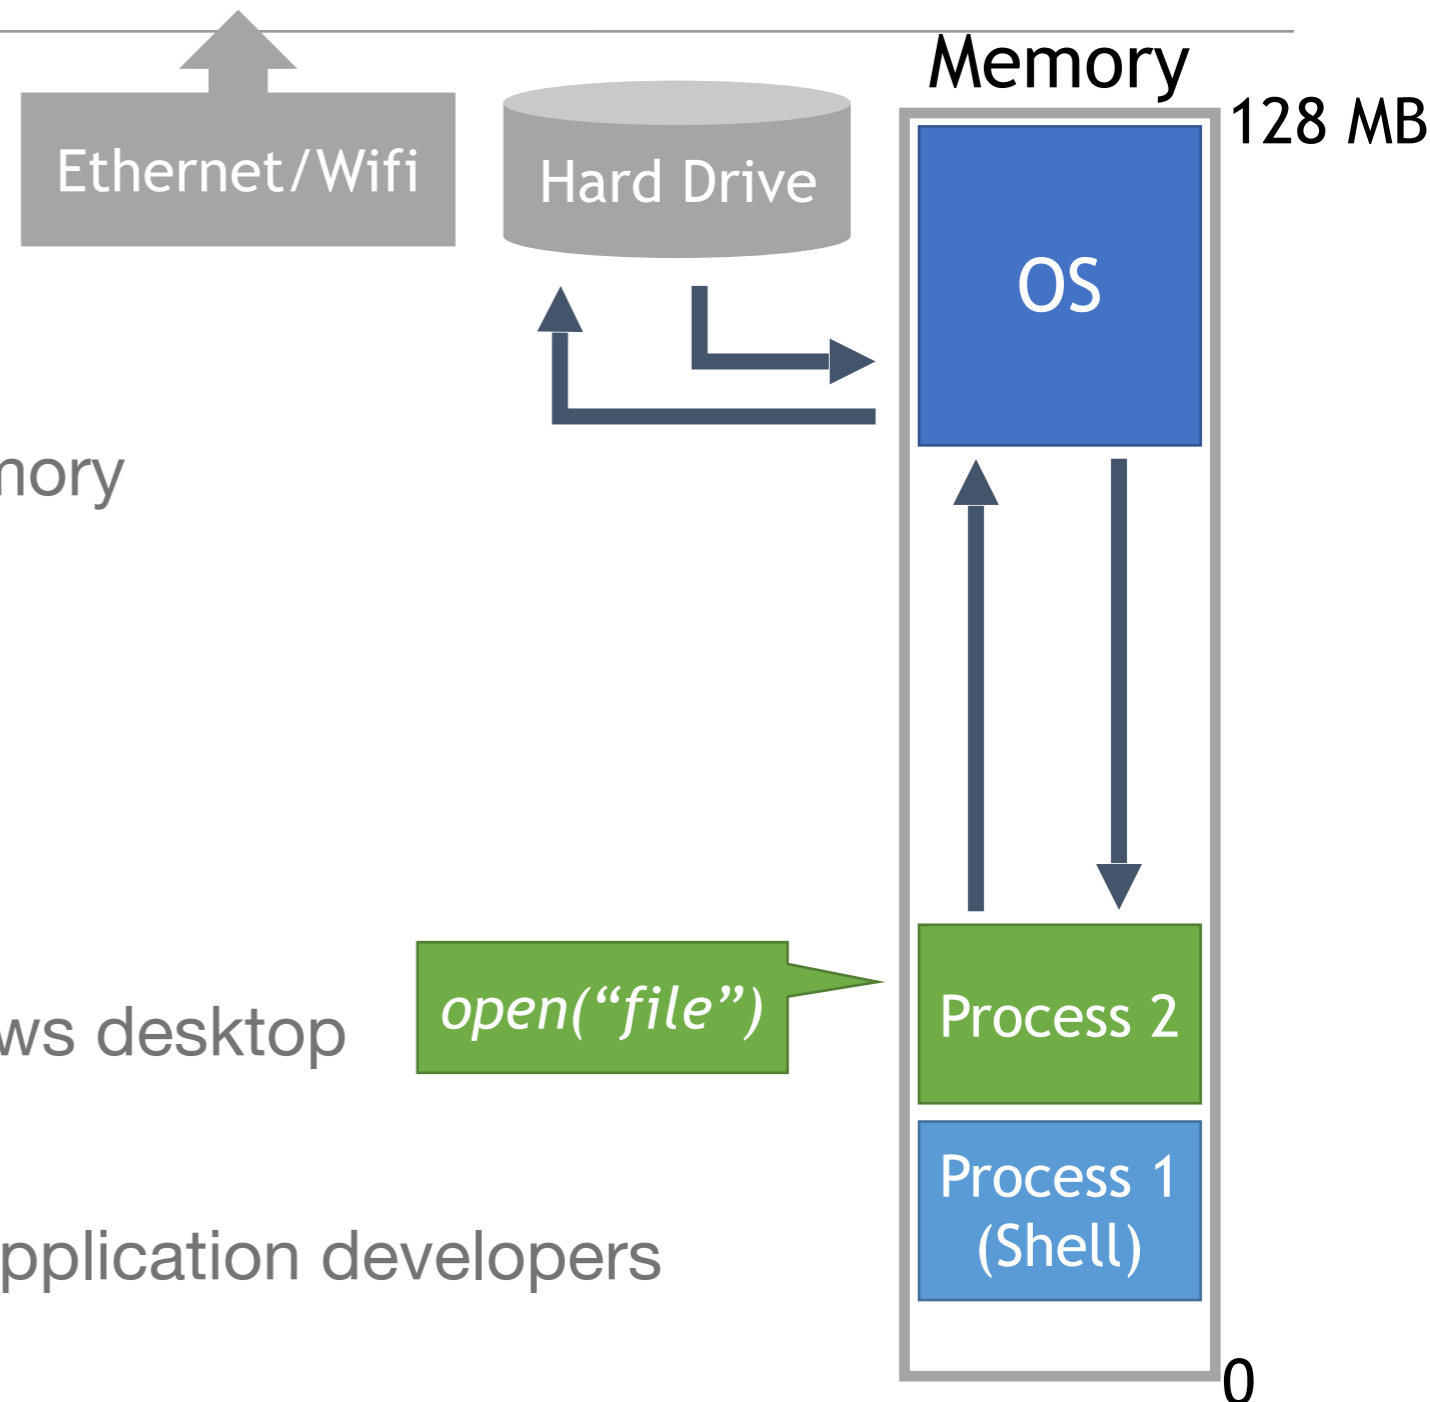 Memory
128 MB
Ethernet/Wifi
Hard Drive
OS
ws desktop
open(“file”)
Process 2
Process 1
(Shell)
pplication developers
0